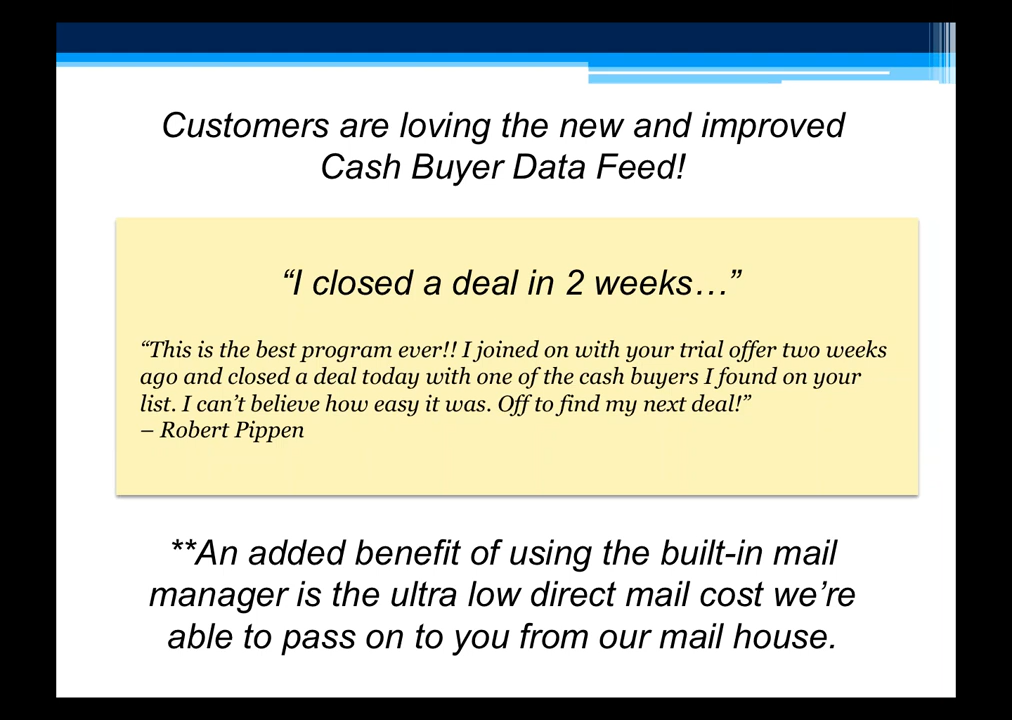 Customers are loving the new and improved
Cash Buyer Data Feed!
“I closed a deal in 2 weeks…”
“This is the best program ever!! I joined on with your trial offer two weeks
ago and closed a deal today with one of the cash buyers I found on your
list. I can’t believe how easy it was. Off to find my next deal!”
– Robert Pippen
**An added benefit of using the built-in mail
manager is the ultra low direct mail cost we’re
able to pass on to you from our mail house.